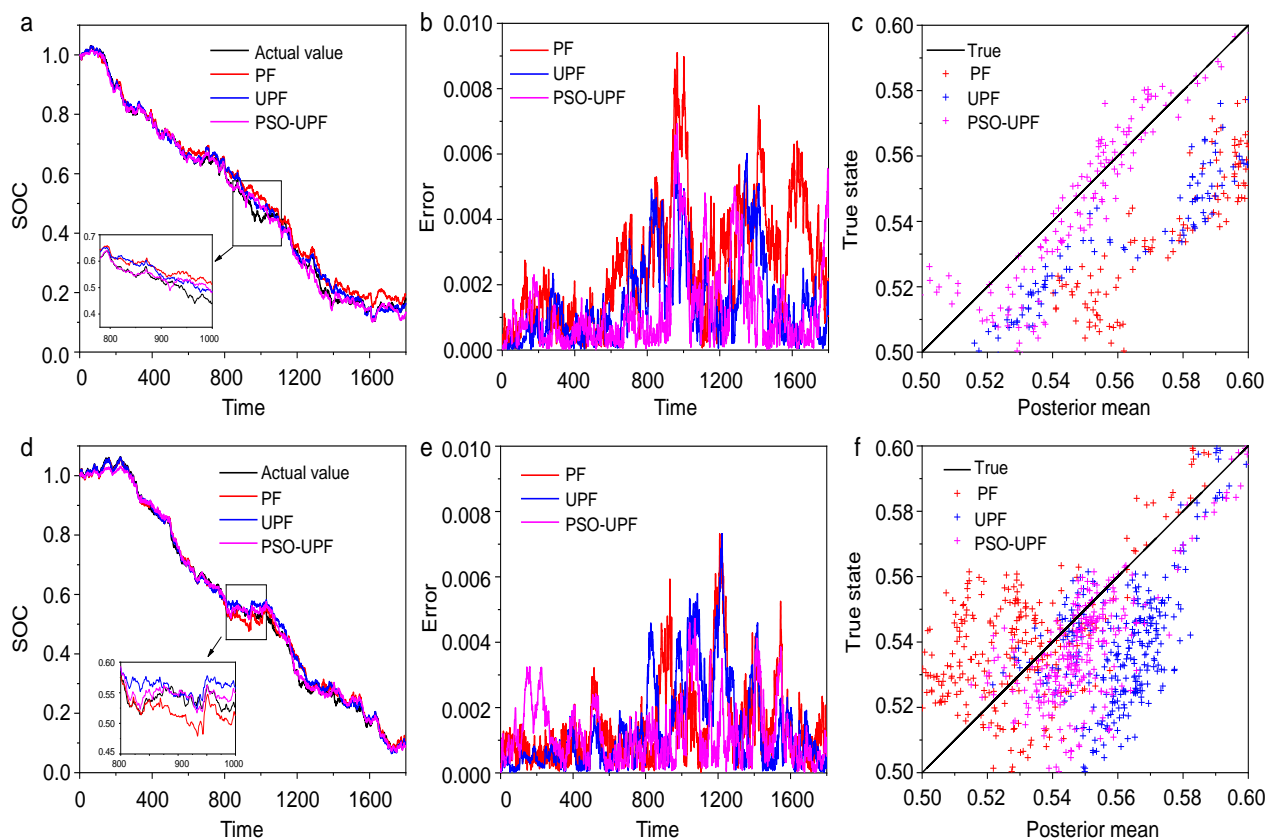 a
Actual value
PF
UPF
PSO-UPF
SOC
1.0
0.8
0.6
0.4
0.2
0.0
0.7
0.6
0.5
0.4
800 900 1000
0 400 800 1200 1600
Time
b
PF
UPF
PSO-UPF
Error
0.010
0.008
0.006
0.004
0.002
0.000
0 400 800 1200 1600
Time
c
True
PF
UPF
PSO-UPF
True state
0.60
0.58
0.56
0.54
0.52
0.50
0.50 0.52 0.54 0.56 0.58 0.60
Posterior mean
d
Actual value
PF
UPF
PSO-UPF
SOC
1.0
0.8
0.6
0.4
0.2
0.0
0.60
0.55
0.50
0.45
800 900 1000
0 400 800 1200 1600
Time
e
PF
UPF
PSO-UPF
Error
0.010
0.008
0.006
0.004
0.002
0.000
0 400 800 1200 1600
Time
f
True
PF
UPF
PSO-UPF
True state
0.60
0.58
0.56
0.54
0.52
0.50
0.50 0.52 0.54 0.56 0.58 0.60
Posterior mean